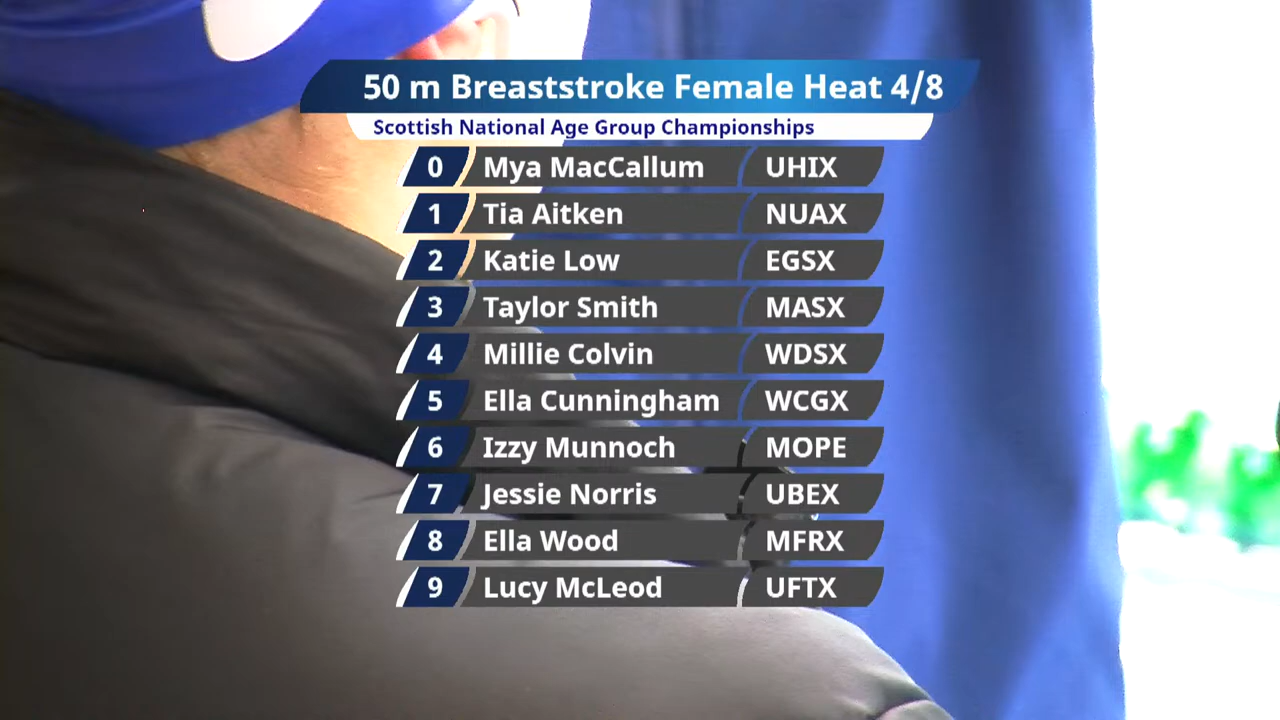 50 m Breaststroke Female Heat 4/8
Scottish National Age Group Championships
0 Mya MacCallum UHIX
1 Tia Aitken NUAX
2 Katie Low EGSX
3 Taylor Smith MASX
4 Millie Colvin WDSX
5 Ella Cunningham WCGX
6 Izzy Munnoch MOPE
7 Jessie Norris UBEX
8 Ella Wood MFRX
9 Lucy McLeod UFTX